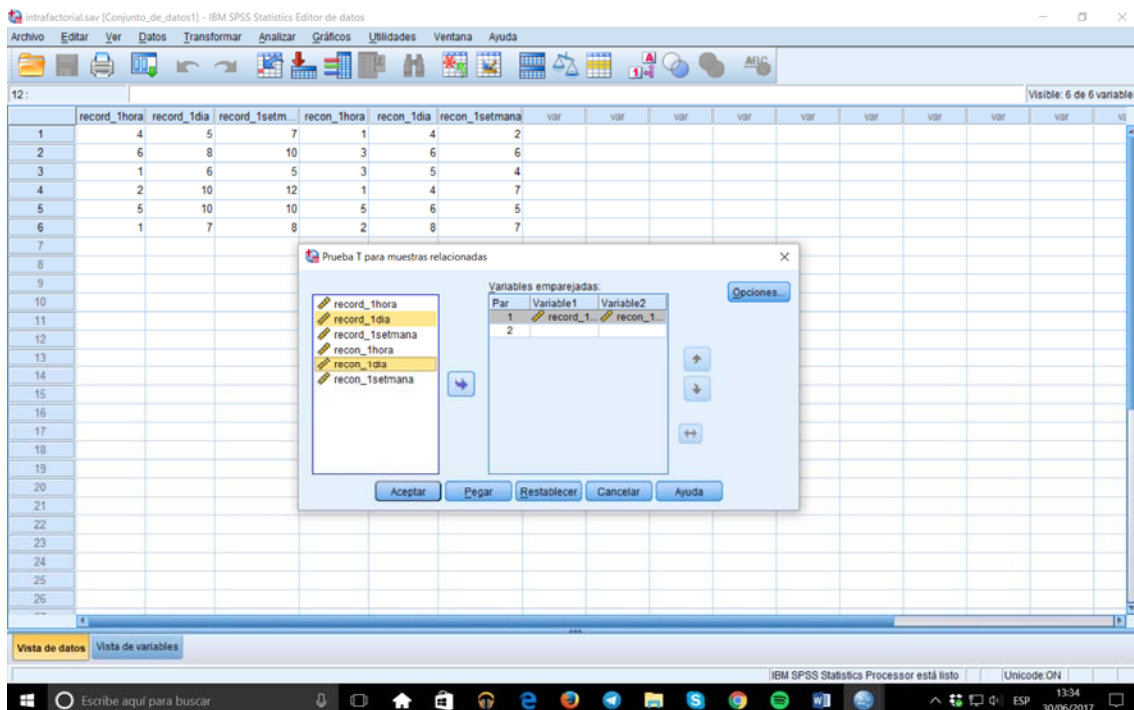 intrafactorial.sav [Conjunto_de_datos1] - IBM SPSS Statistics Editor de datos
Archivo Editar Ver Datos Transformar Analizar Gráficos Utilidades Ventana Ayuda
12 :
Visible: 6 de 6 variable
record_1hora record_1dia record_1setm... recon_1hora recon_1dia recon_1setmana var var var var var var var var var
1 4 5 7 1 4 2
2 6 8 10 3 6 6
3 1 6 5 3 5 4
4 2 10 12 1 4 7
5 5 10 10 5 6 5
6 1 7 8 2 8 7
7
8
9
10
11
12
13
14
15
16
17
18
19
20
21
22
23
24
25
26
Prueba T para muestras relacionadas
record_1hora
record_1dia
record_1setmana
recon_1hora
recon_1dia
recon_1setmana
Variables emparejadas:
Par Variable1 Variable2
1 record_1... recon_1...
2
Opciones...
Aceptar Pegar Restablecer Cancelar Ayuda
Vista de datos Vista de variables
IBM SPSS Statistics Processor está listo Unicode:ON
Escribe aquí para buscar
ESP
13:34
30/06/2017